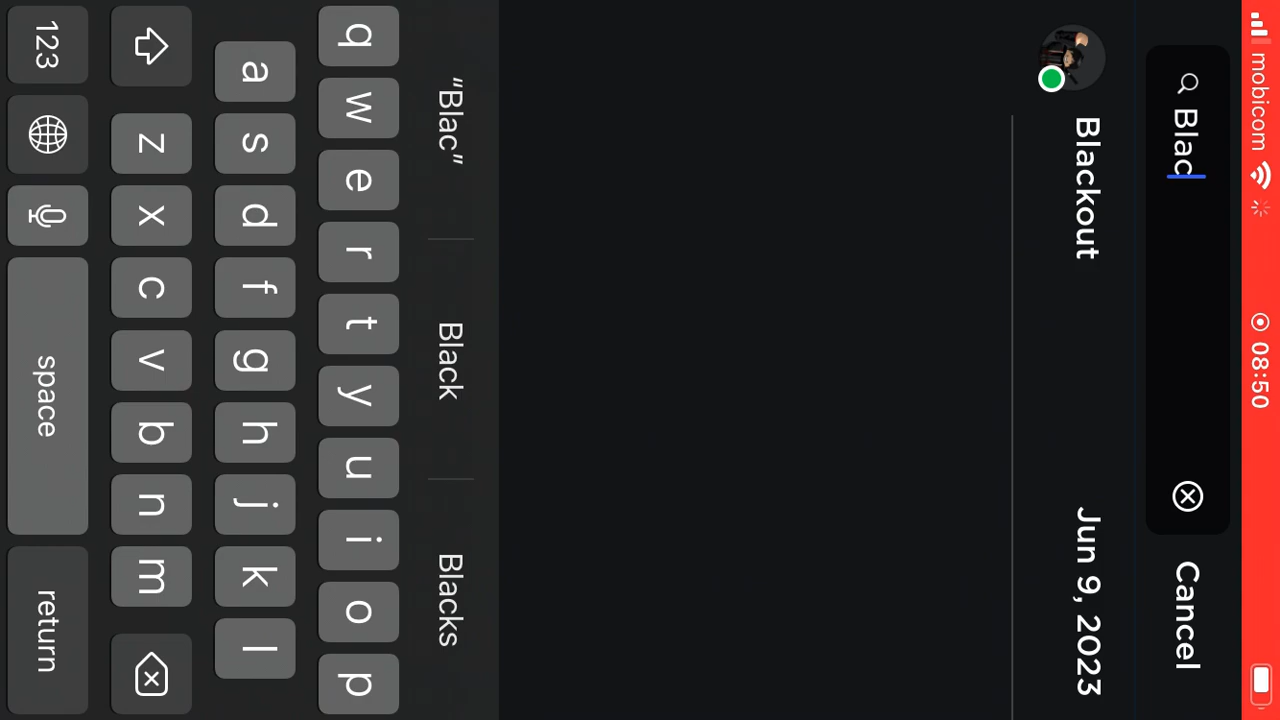 mobicom 08:50
Blac Cancel
Blackout Jun 9, 2023
"Blac" Black Blacks
q w e r t y u i o p
a s d f g h j k l
z x c v b n m
123 space return